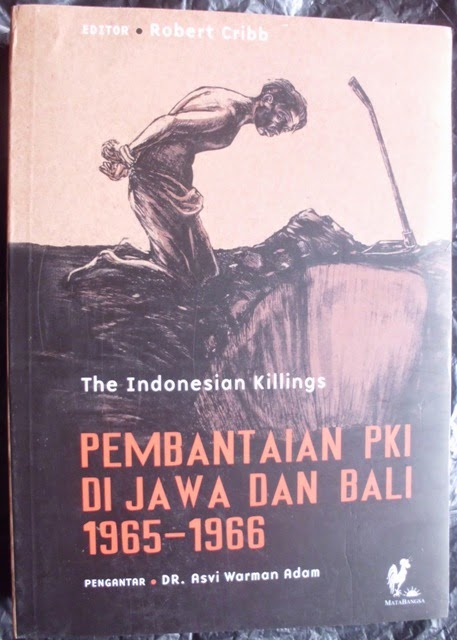 EDITOR • Robert Cribb
The Indonesian Killings
PEMBANTAIAN PKI
DI JAWA DAN BALI
1965–1966
PENGANTAR • DR. Asvi Warman Adam
MATABANGSA